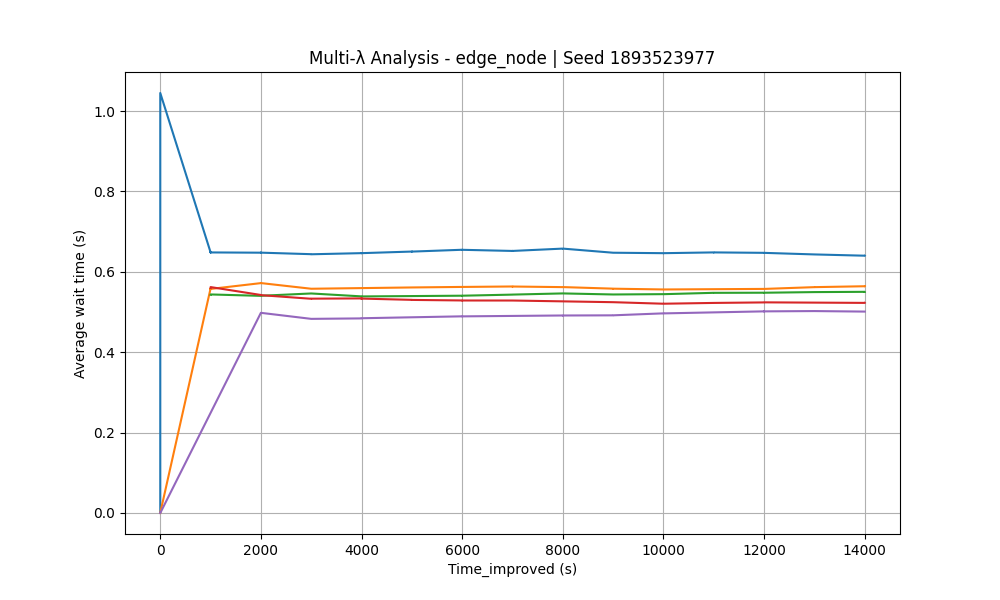 Multi-λ Analysis - edge_node | Seed 1893523977
1.0
0.8
0.6
0.4
0.2
0.0
Average wait time (s)
0 2000 4000 6000 8000 10000 12000 14000
Time_improved (s)